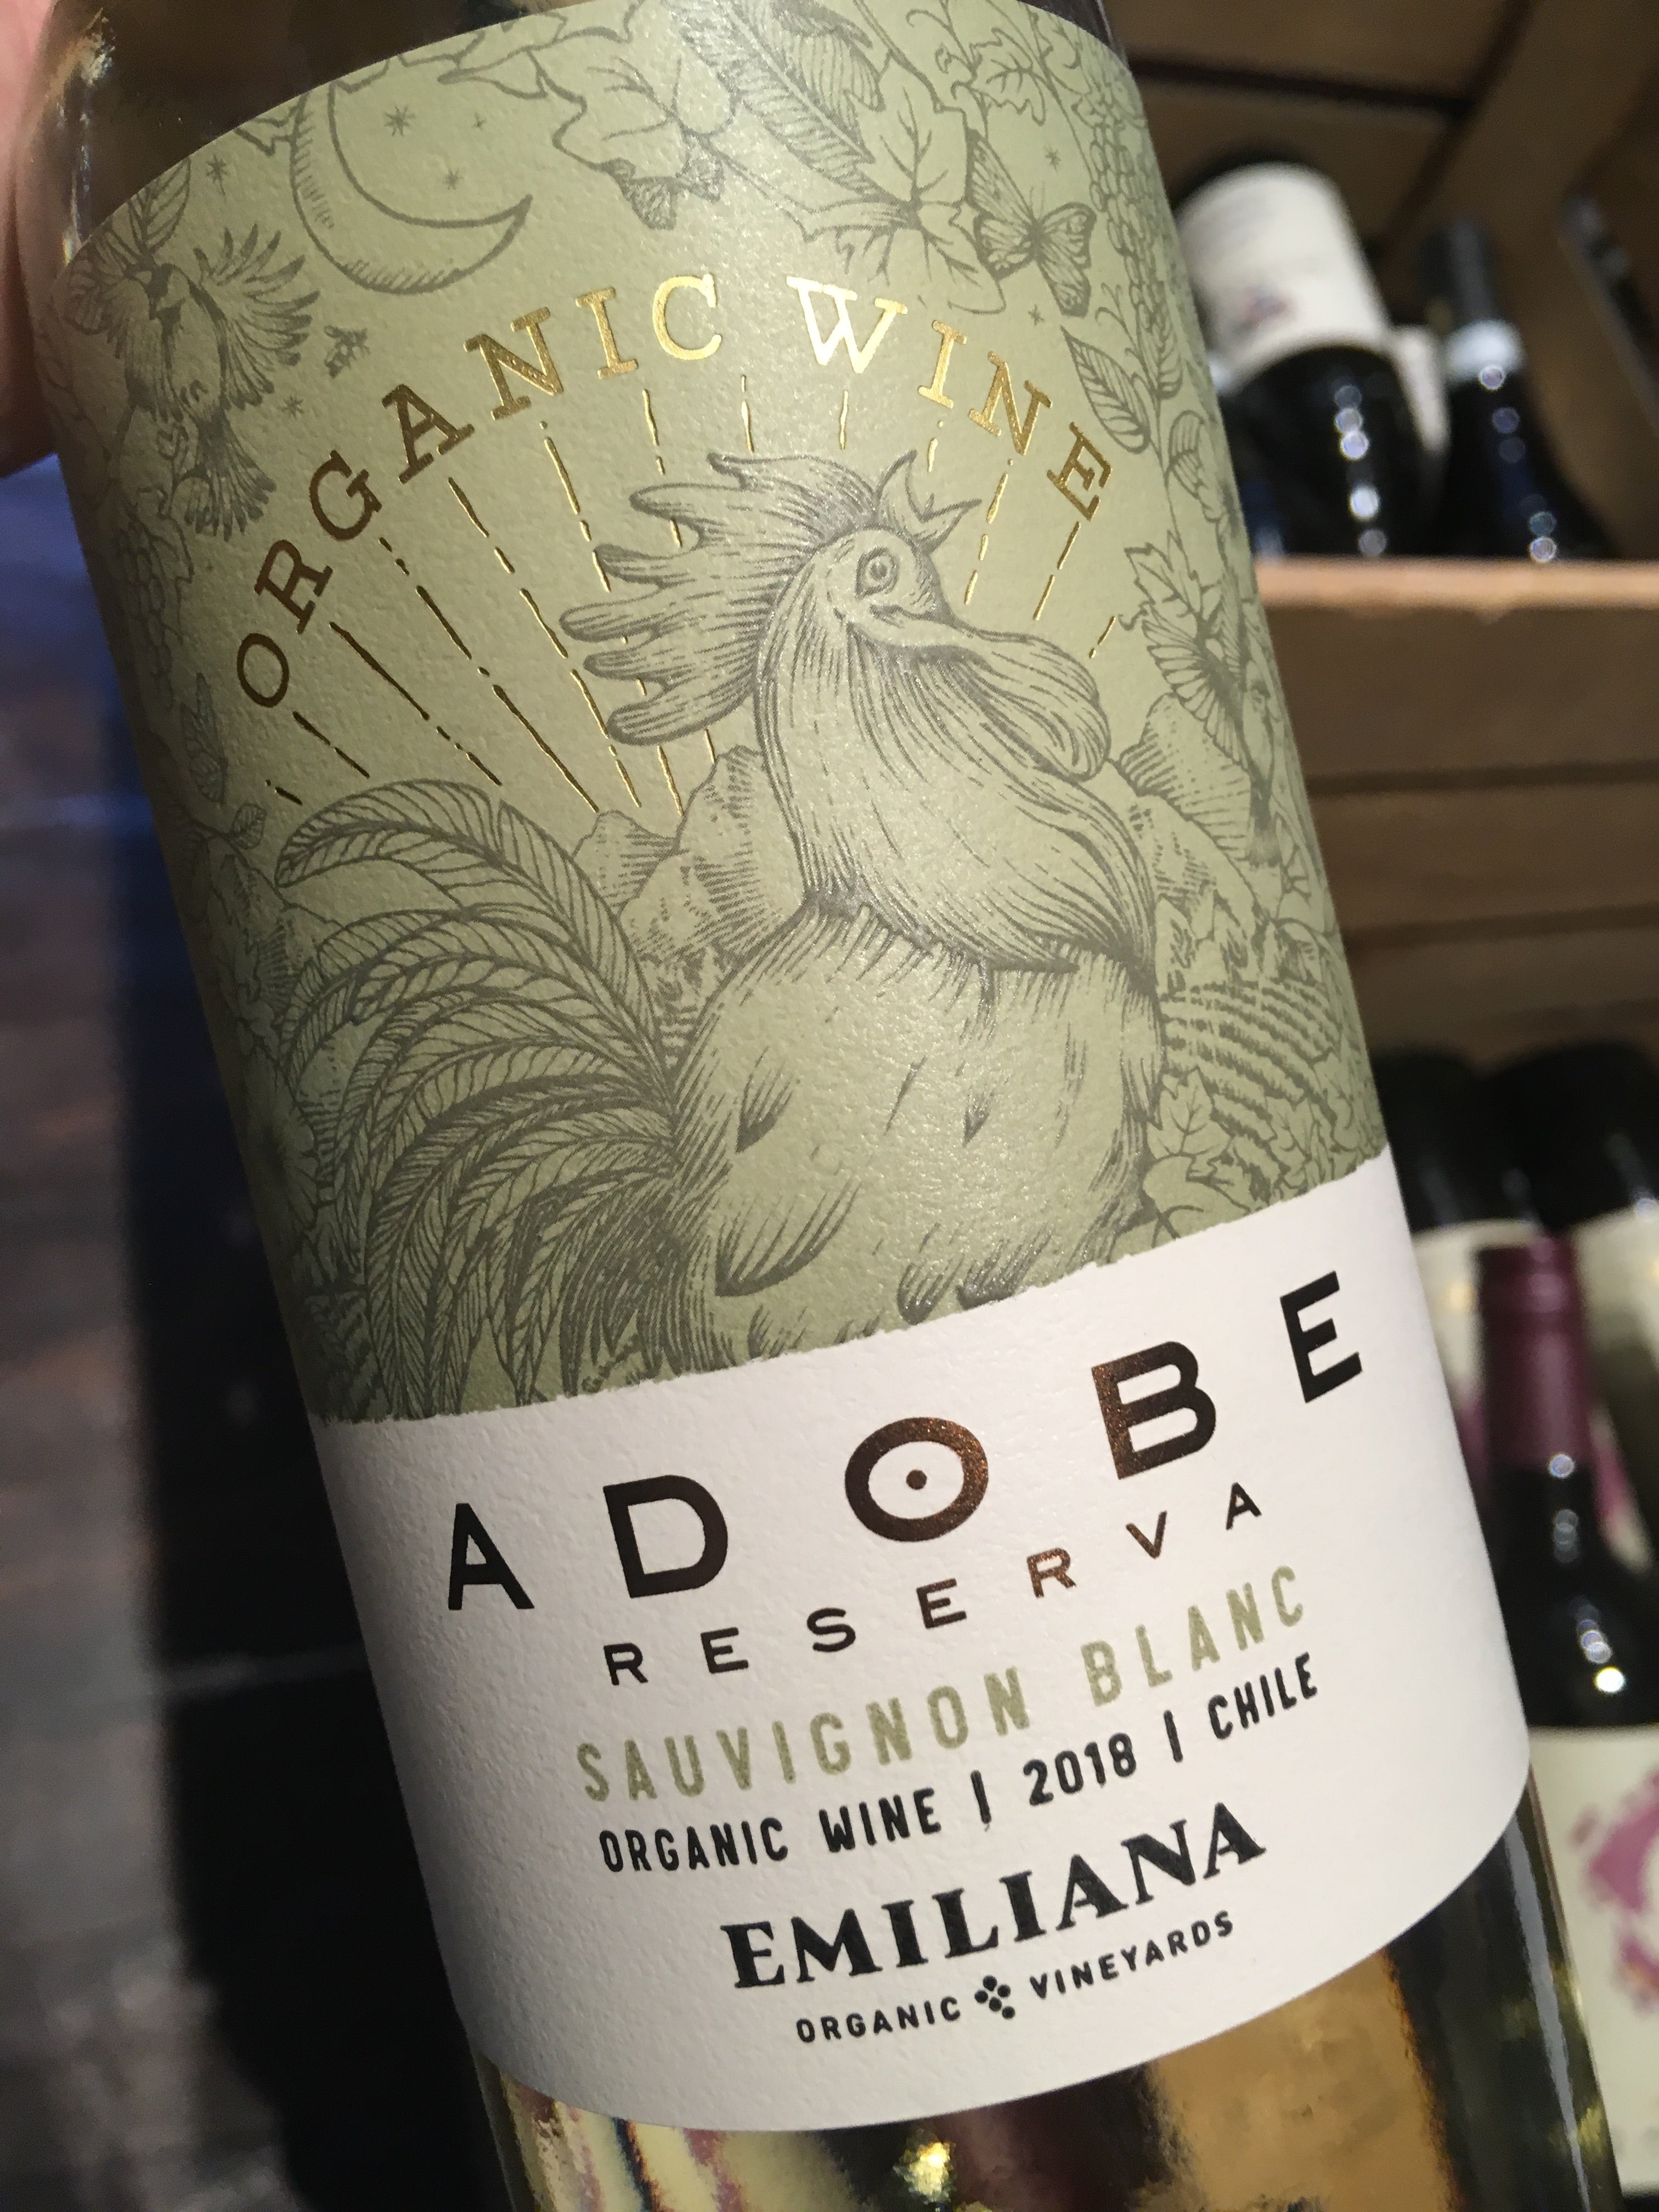 ORGANIC WINE
ADOBE
RESERVA
SAUVIGNON BLANC
ORGANIC WINE | 2018 | CHILE
EMILIANA
ORGANIC VINEYARDS